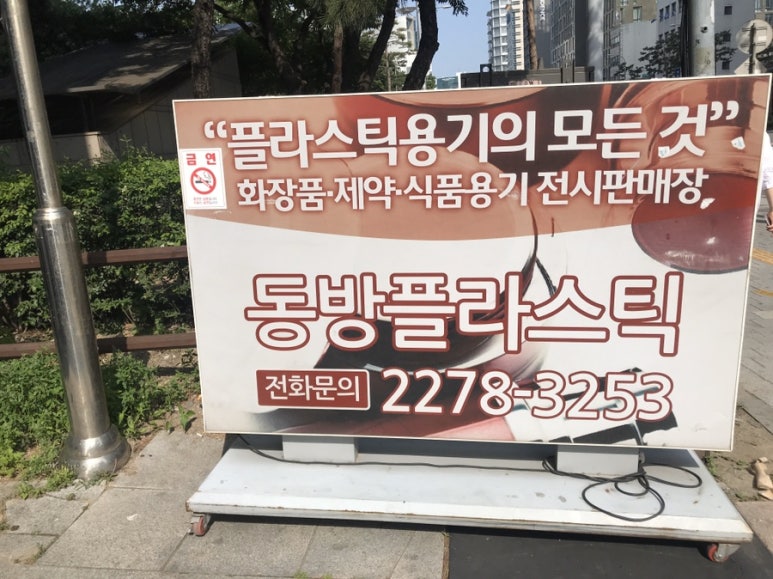 “플라스틱용기의 모든 것”
금연
화장품·제약·식품용기 전시판매장
동방플라스틱
전화문의 2278-3253